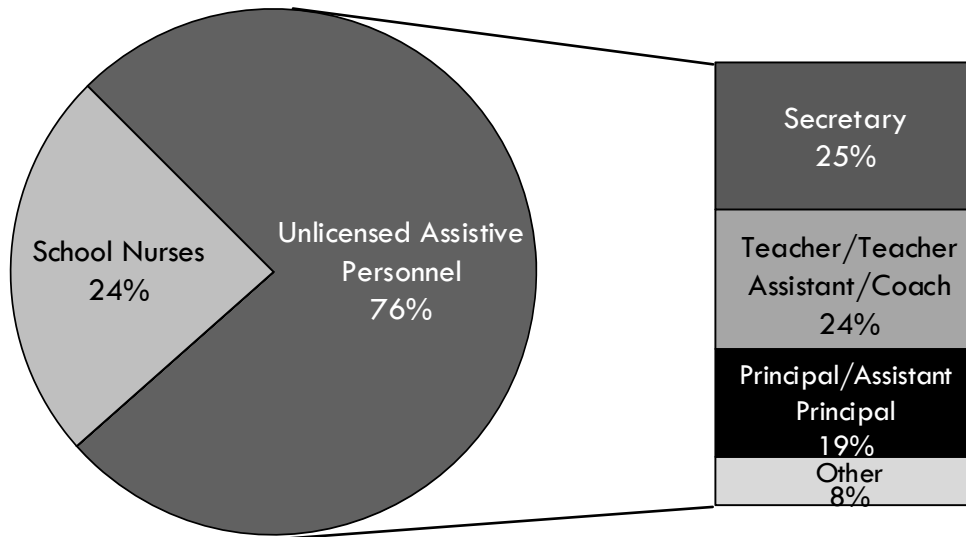 School Nurses
24%
Unlicensed Assistive
Personnel
76%
Secretary
25%
Teacher/Teacher
Assistant/Coach
24%
Principal/Assistant
Principal
19%
Other
8%